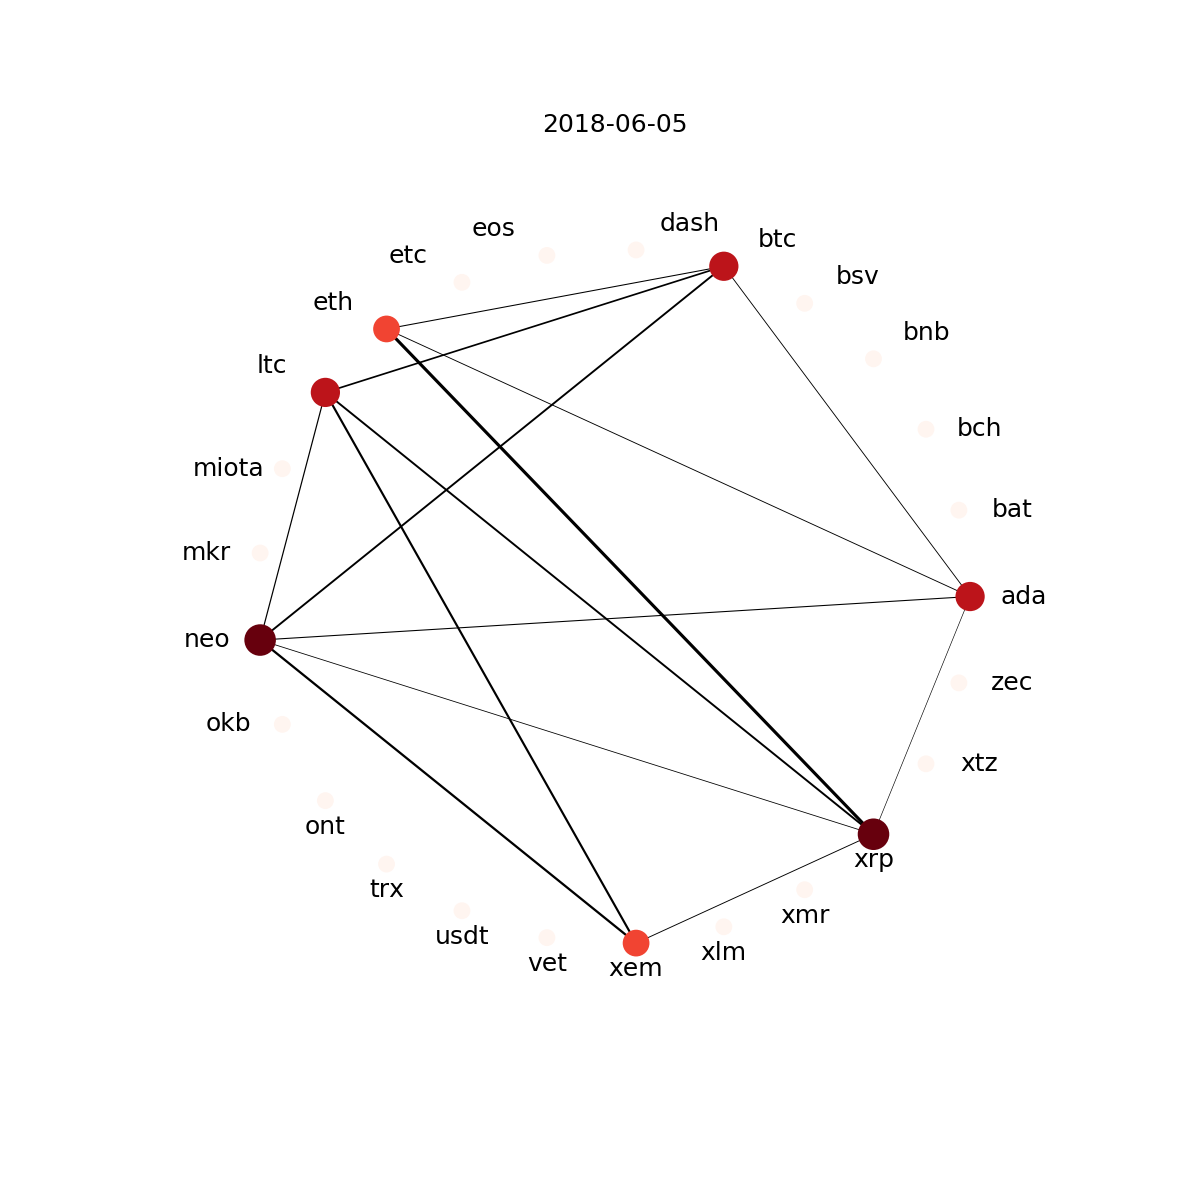 2018-06-05
dash
eos
btc
etc
bsv
eth
bnb
ltc
bch
miota
bat
mkr
ada
neo
zec
okb
xtz
ont
xrp
trx
xmr
usdt
xlm
vet
xem